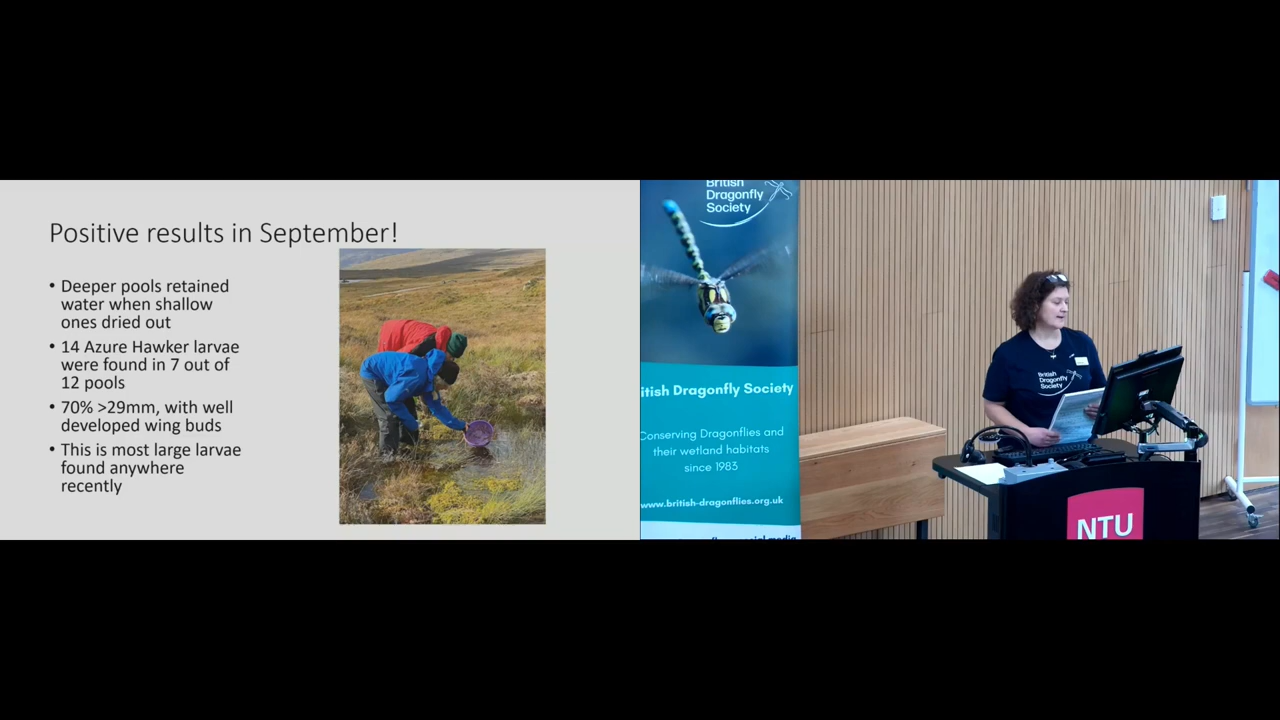 Positive results in September!
• Deeper pools retained
water when shallow
ones dried out
• 14 Azure Hawker larvae
were found in 7 out of
12 pools
• 70% >29mm, with well
developed wing buds
• This is most large larvae
found anywhere
recently
British
Dragonfly
Society
itish Dragonfly Society
Conserving Dragonflies and
their wetland habitats
since 1983
www.british-dragonflies.org.uk
British
Dragonfly
Society
NTU